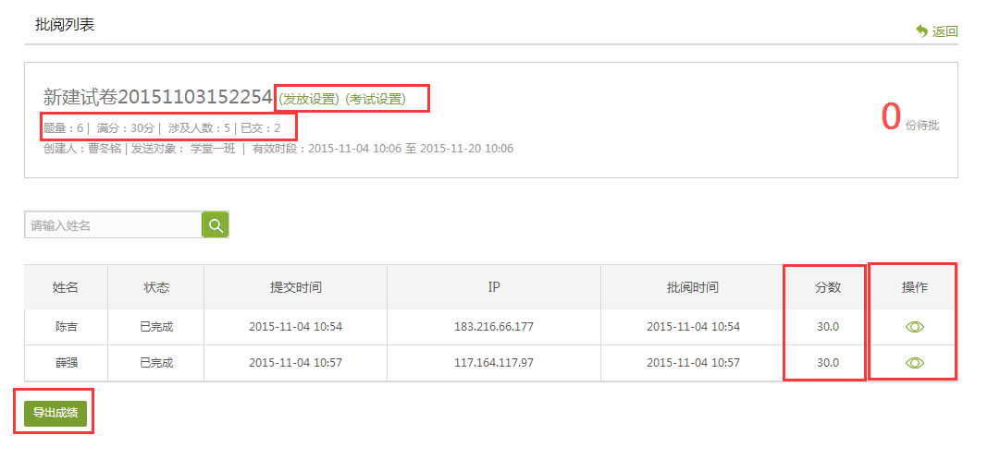 批阅列表
返回
新建试卷20151103152254 (发放设置) (考试设置)
题量：6 | 满分：30分 | 涉及人数：5 | 已交：2
0 份待批
创建人：曹冬铭 | 发送对象： 学堂一班 | 有效时段：2015-11-04 10:06 至 2015-11-20 10:06
请输入姓名
姓名 状态 提交时间 IP 批阅时间 分数 操作
陈吉 已完成 2015-11-04 10:54 183.216.66.177 2015-11-04 10:54 30.0
薛强 已完成 2015-11-04 10:57 117.164.117.97 2015-11-04 10:57 30.0
导出成绩